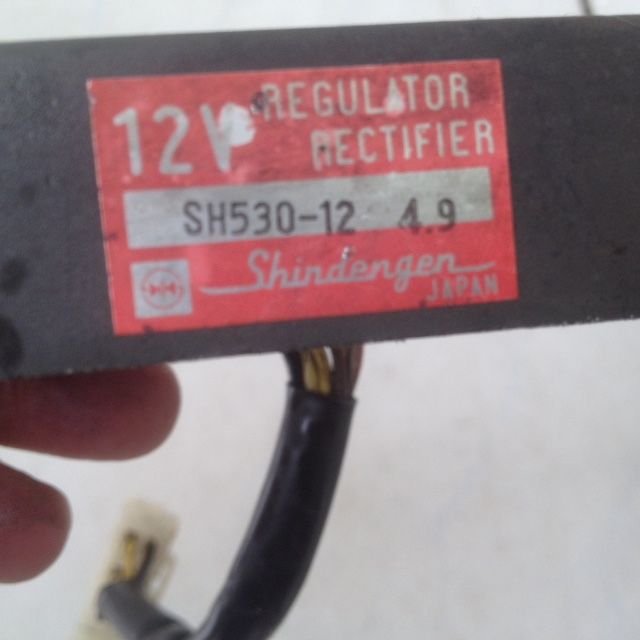 12V REGULATOR
RECTIFIER
SH530-12 4.9
Shindengen
JAPAN